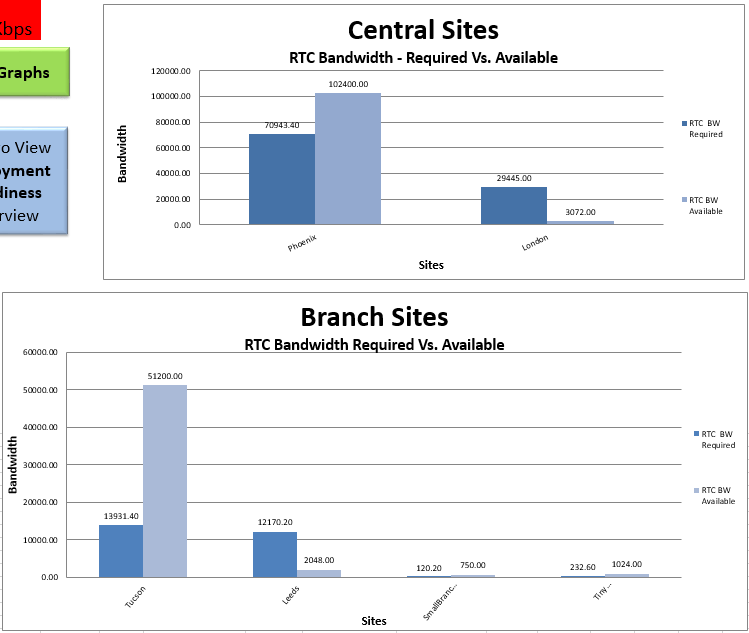 Kbps
Graphs
o View
oyment
diness
rview
Central Sites
RTC Bandwidth - Required Vs. Available
120000.00
100000.00
80000.00
60000.00
40000.00
20000.00
0.00
Bandwidth
70943.40
102400.00
29445.00
3072.00
Phoenix
London
Sites
RTC BW
Required
RTC BW
Available
Branch Sites
RTC Bandwidth Required Vs. Available
60000.00
50000.00
40000.00
30000.00
20000.00
10000.00
0.00
Bandwidth
13931.40
51200.00
12170.20
2048.00
120.20
750.00
232.60
1024.00
Tucson
Leeds
SmallBranc...
Tiny...
Sites
RTC BW
Required
RTC BW
Available